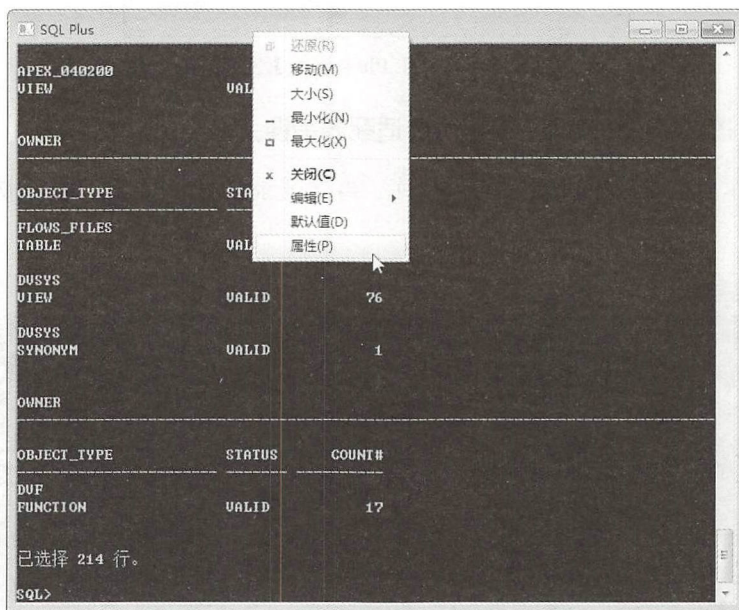 SQL Plus
还原(R)
移动(M)
大小(S)
最小化(N)
最大化(X)
关闭(C)
编辑(E)
默认值(D)
属性(P)
APEX_040200
VIEW VAL
OWNER
OBJECT_TYPE STA
FLOWS_FILES
TABLE VAL
DVSYS
VIEW VALID 76
DVSYS
SYNONYM VALID 1
OWNER
OBJECT_TYPE STATUS COUNT#
DVF
FUNCTION VALID 17
已选择 214 行。
SQL>